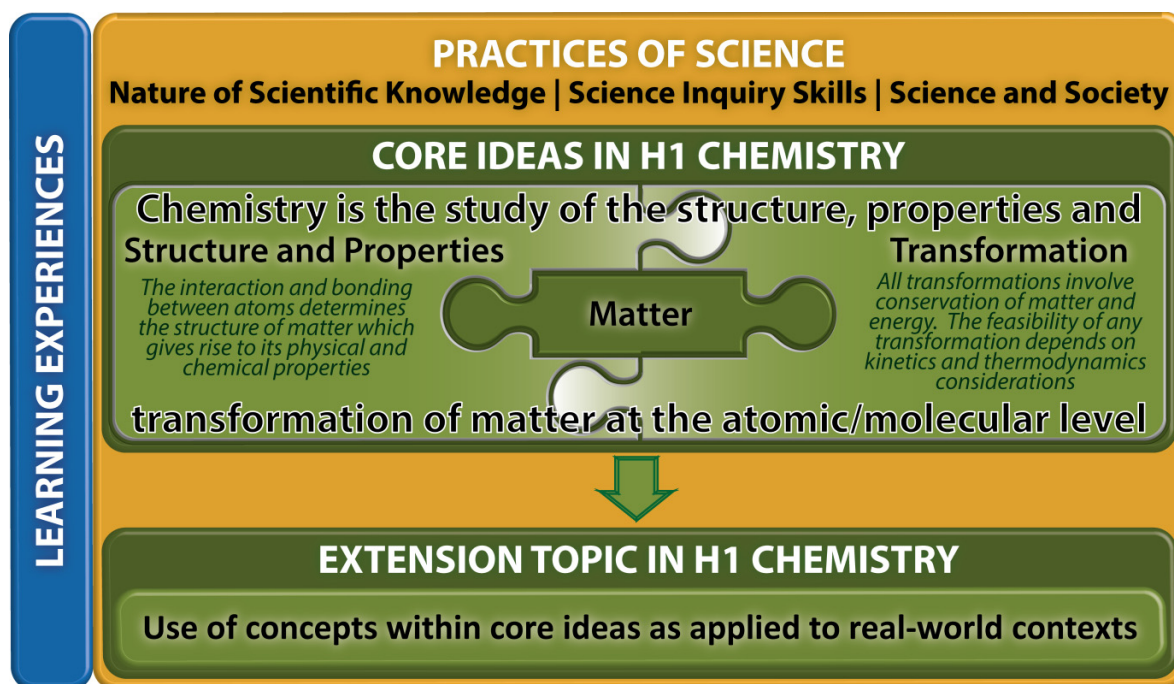 LEARNING EXPERIENCES
PRACTICES OF SCIENCE
Nature of Scientific Knowledge | Science Inquiry Skills | Science and Society
CORE IDEAS IN H1 CHEMISTRY
Chemistry is the study of the structure, properties and
Structure and Properties
The interaction and bonding
between atoms determines
the structure of matter which
gives rise to its physical and
chemical properties
Matter
Transformation
All transformations involve
conservation of matter and
energy. The feasibility of any
transformation depends on
kinetics and thermodynamics
considerations
transformation of matter at the atomic/molecular level
EXTENSION TOPIC IN H1 CHEMISTRY
Use of concepts within core ideas as applied to real-world contexts